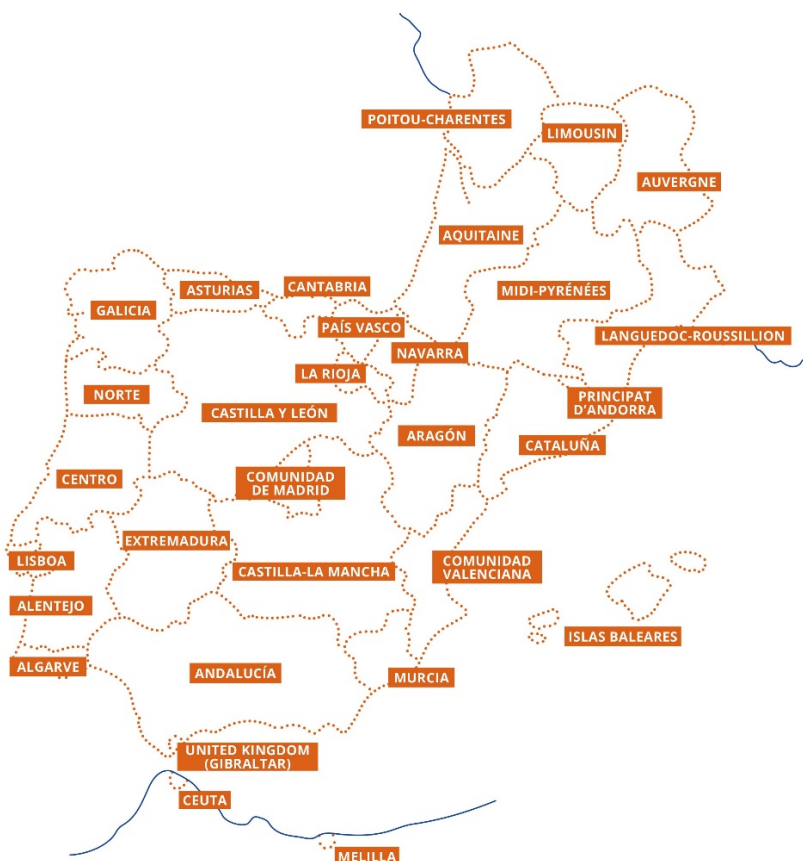 POITOU-CHARENTES
LIMOUSIN
AUVERGNE
AQUITAINE
ASTURIAS
CANTABRIA
MIDI-PYRÉNÉES
GALICIA
PAÍS VASCO
LANGUEDOC-ROUSSILLION
NAVARRA
LA RIOJA
NORTE
PRINCIPAT
D'ANDORRA
CASTILLA Y LEÓN
ARAGÓN
CATALUÑA
CENTRO
COMUNIDAD
DE MADRID
EXTREMADURA
LISBOA
CASTILLA-LA MANCHA
COMUNIDAD
VALENCIANA
ALENTEJO
ISLAS BALEARES
ALGARVE
ANDALUCÍA
MURCIA
UNITED KINGDOM
(GIBRALTAR)
CEUTA
MELILLA